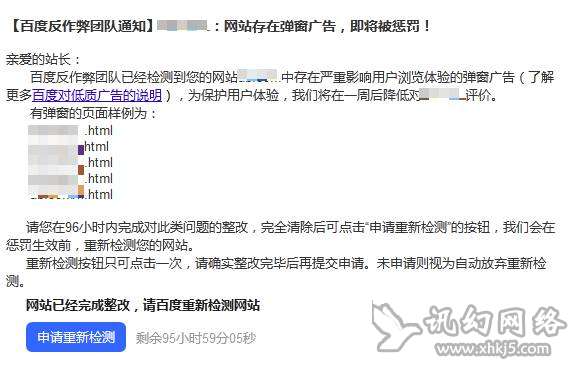 【百度反作弊团队通知】：网站存在弹窗广告，即将被惩罚！
亲爱的站长：
百度反作弊团队已经检测到您的网站中存在严重影响用户浏览体验的弹窗广告（了解
更多百度对低质广告的说明），为保护用户体验，我们将在一周后降低对评价。
有弹窗的页面样例为：
.html
html
.html
.html
.html
请您在96小时内完成对此类问题的整改，完全清除后可点击“申请重新检测”的按钮，我们会在
惩罚生效前，重新检测您的网站。
重新检测按钮只可点击一次，请确实整改完毕后再提交申请。未申请则视为自动放弃重新检
测。
网站已经完成整改，请百度重新检测网站
申请重新检测 剩余95小时59分05秒
讯幻网络
www.xhkj5.com